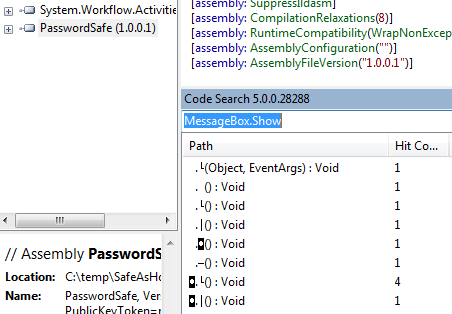 System.Workflow.Activitie
PasswordSafe (1.0.0.1)
[assembly: SuppressIldasm]
[assembly: CompilationRelaxations(8)]
[assembly: RuntimeCompatibility(WrapNonExcep
[assembly: AssemblyConfiguration("")]
[assembly: AssemblyFileVersion("1.0.0.1")]
Code Search 5.0.0.28288
MessageBox.Show
Path Hit Co...
.└(Object, EventArgs) : Void 1
. () : Void 1
.└() : Void 1
.│() : Void 1
.◘() : Void 1
.─() : Void 1
◘.└() : Void 4
◘.│() : Void 1
// Assembly PasswordS
Location: C:\temp\SafeAsHo
Name: PasswordSafe, Vers
PublicKeyToken=